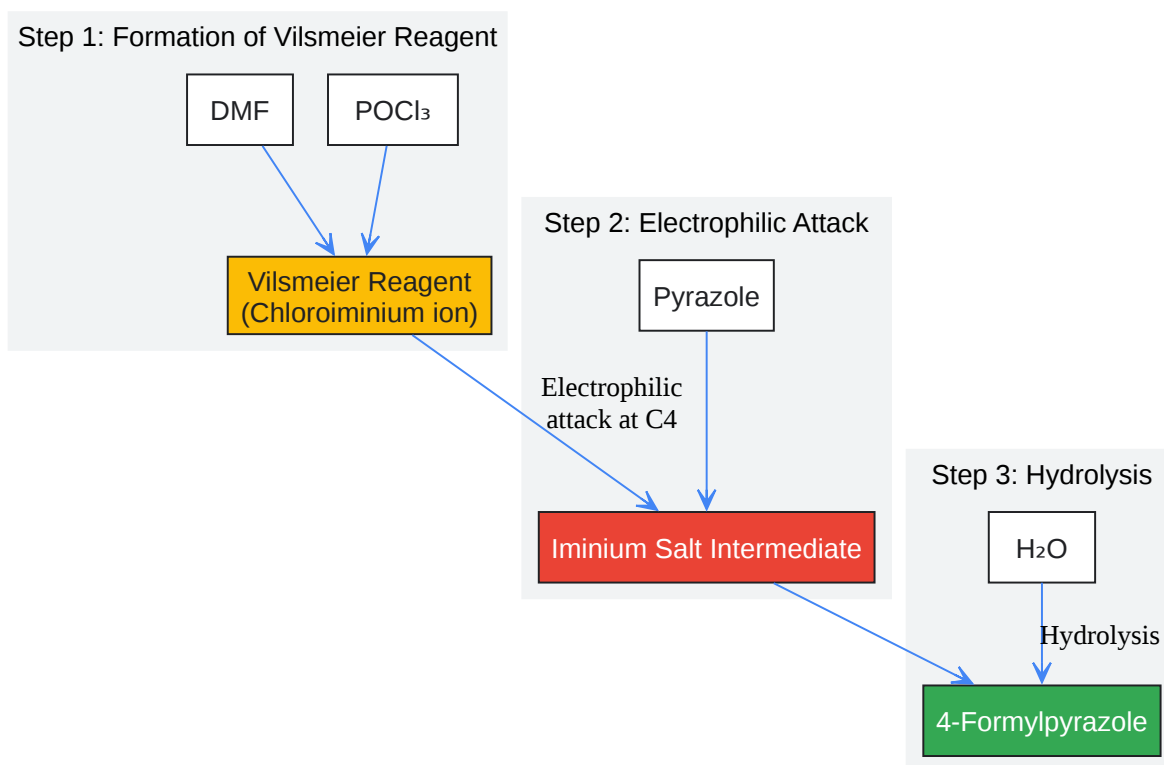 Step 1: Formation of Vilsmeier Reagent
DMF
POCl₃
Vilsmeier Reagent
(Chloroiminium ion)
Step 2: Electrophilic Attack
Pyrazole
Electrophilic
attack at C4
Iminium Salt Intermediate
Step 3: Hydrolysis
H₂O
Hydrolysis
4-Formylpyrazole